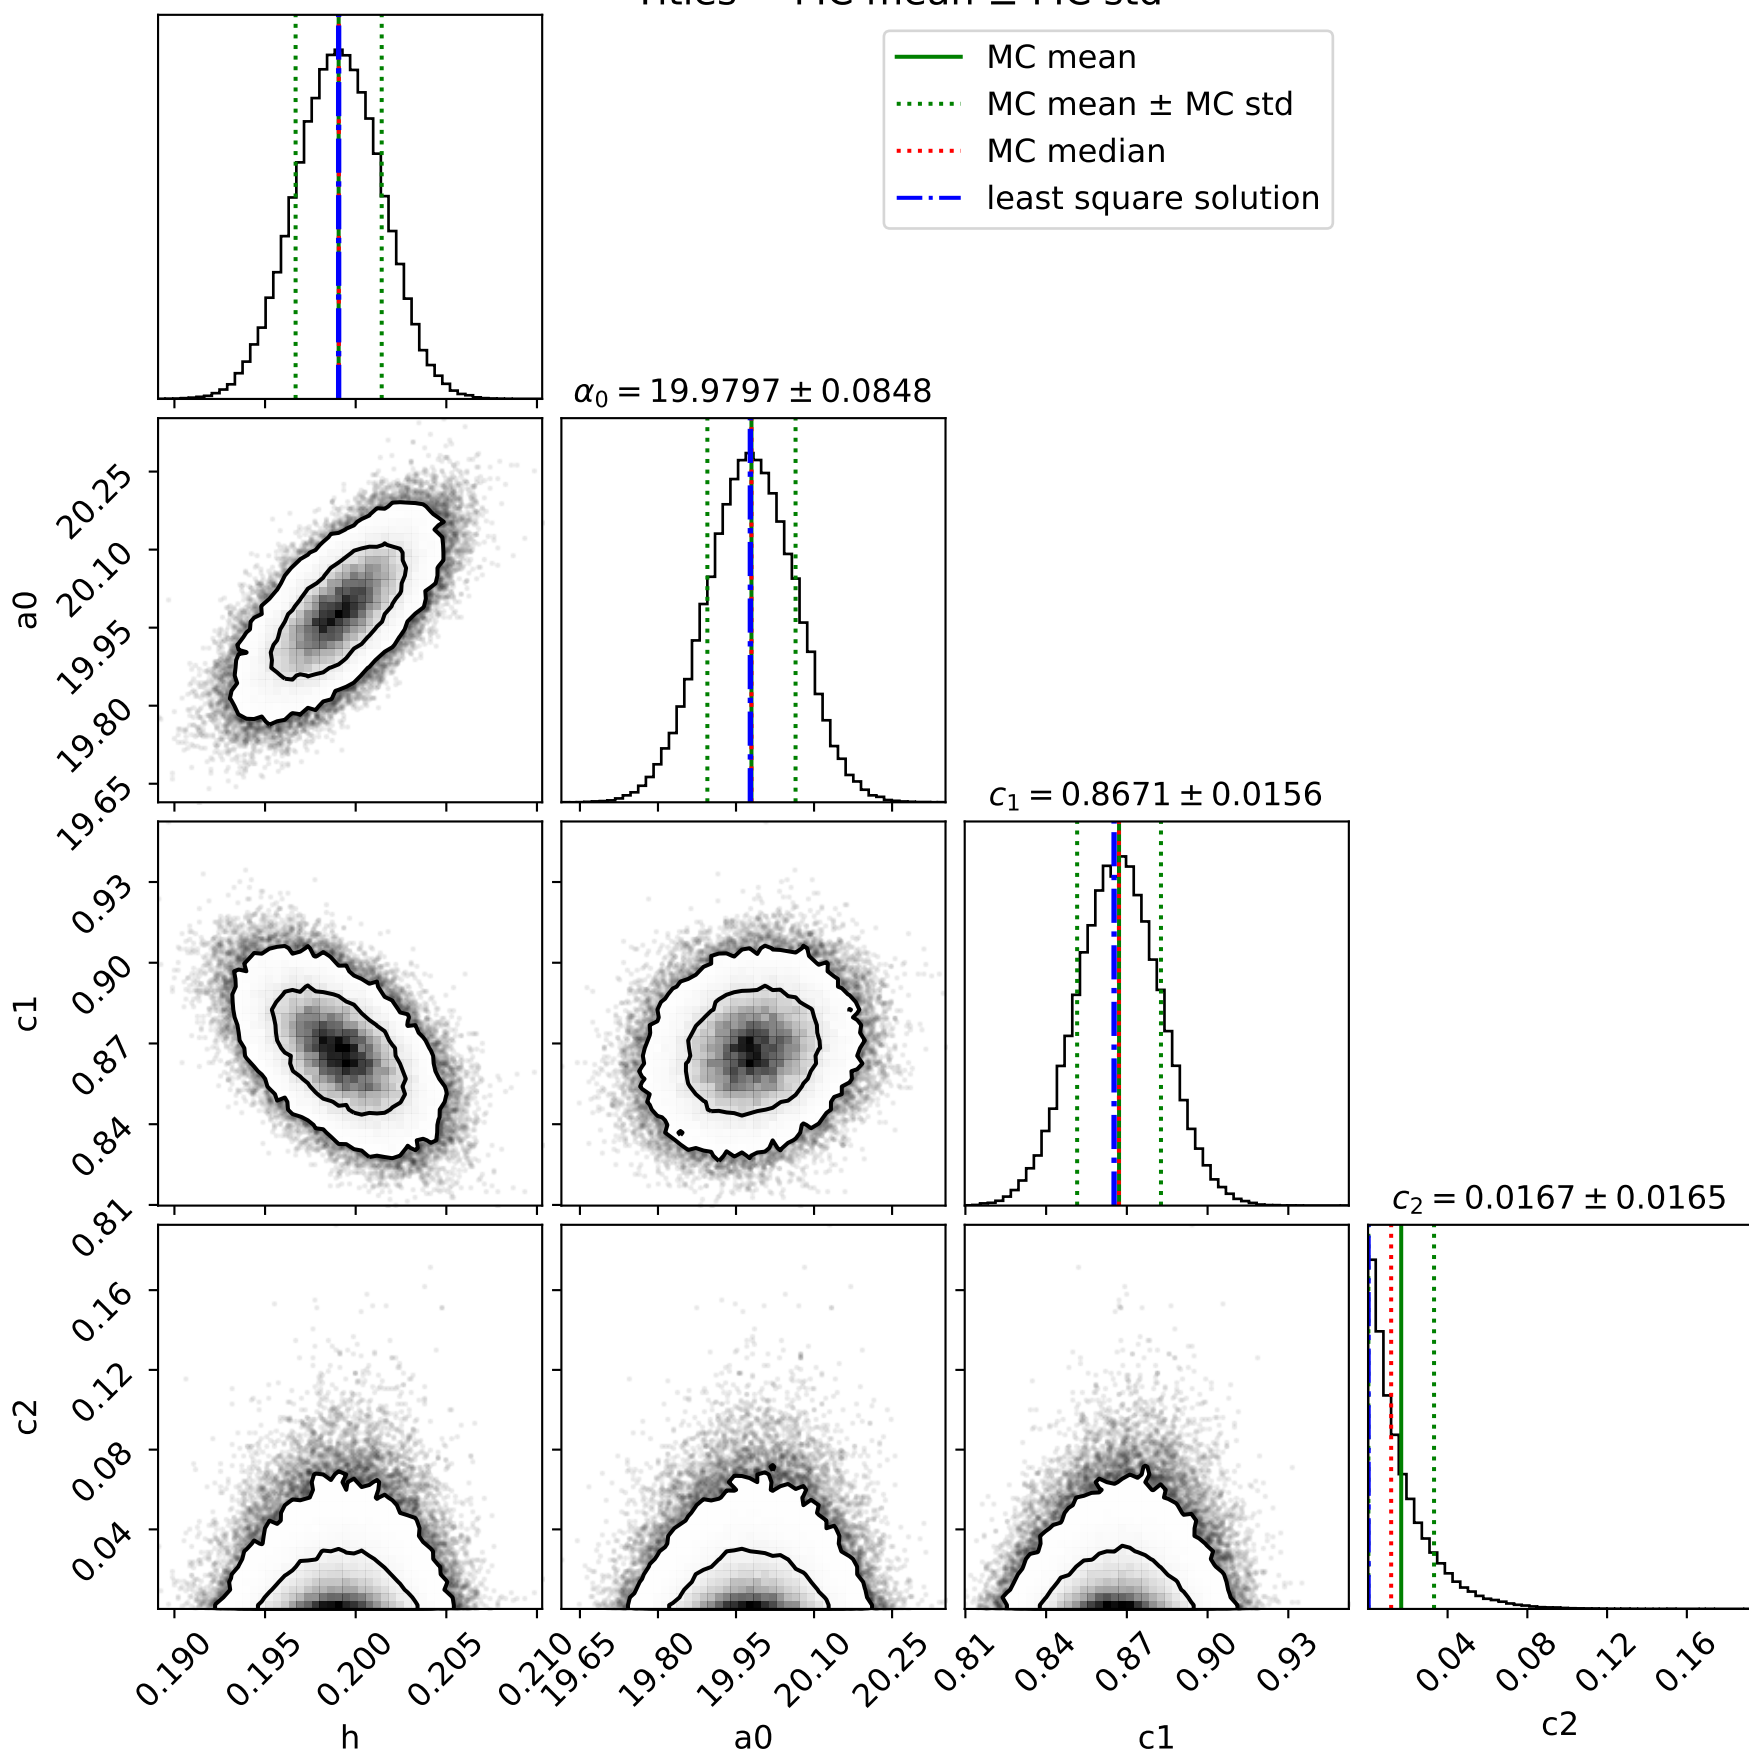 MC mean ± MC std
MC mean
MC mean ± MC std
MC median
least square solution
α₀ = 19.9797 ± 0.0848
20.25
20.10
19.95
19.80
19.65
a0
c₁ = 0.8671 ± 0.0156
0.93
0.90
0.87
0.84
0.81
c1
c₂ = 0.0167 ± 0.0165
0.16
0.12
0.08
0.04
c2
0.190 0.195 0.200 0.205 0.210
19.65 19.80 19.95 20.10 20.25
0.81 0.84 0.87 0.90 0.93
0.04 0.08 0.12 0.16
h a0 c1 c2